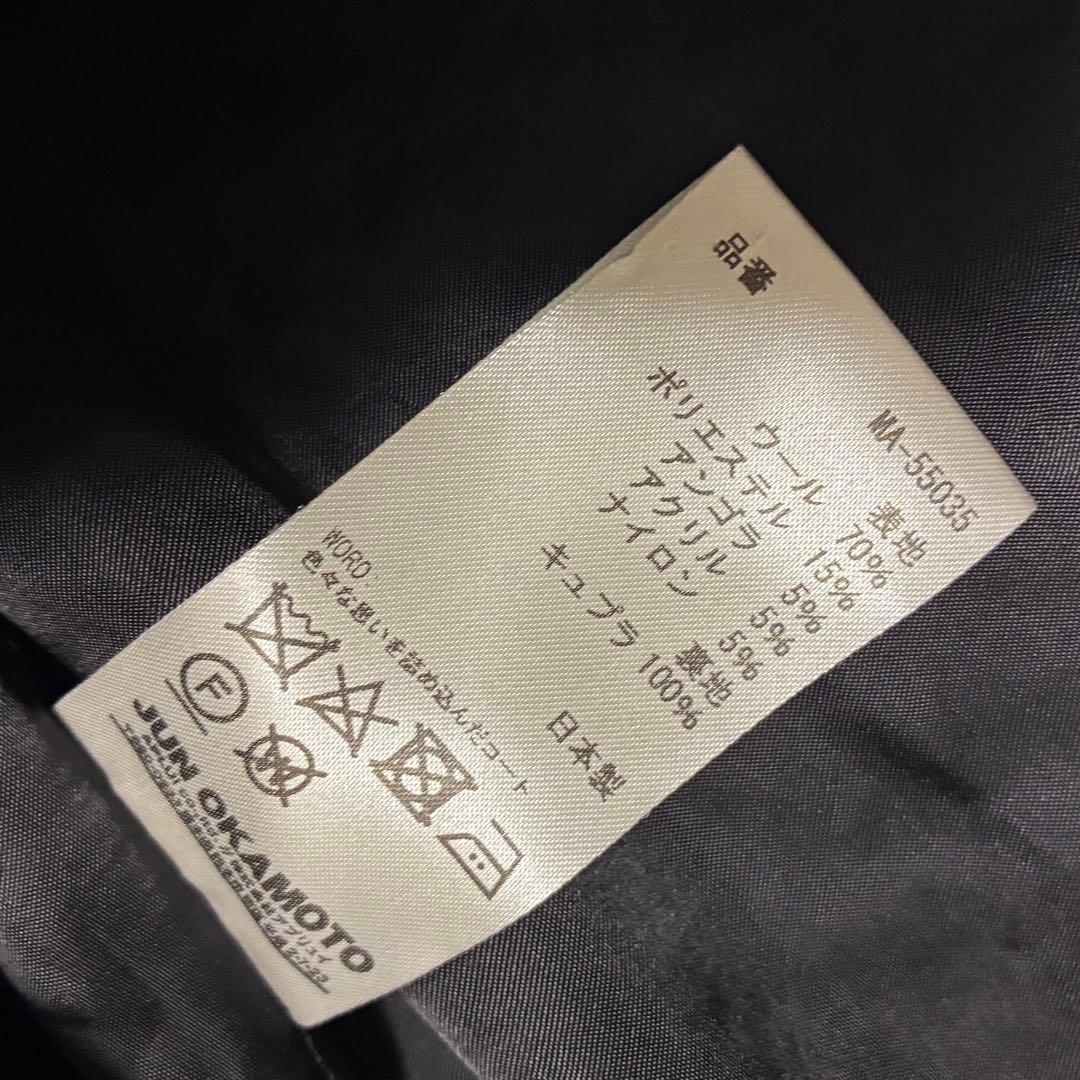 品番
MA-55035
表地
ウール 70%
ポリエステル 15%
アンゴラ 5%
アクリル 5%
ナイロン 5%
裏地
キュプラ 100%
日本製
WORD:
色々な思いを詰め込んだコート
F
W
JUN OKAMOTO